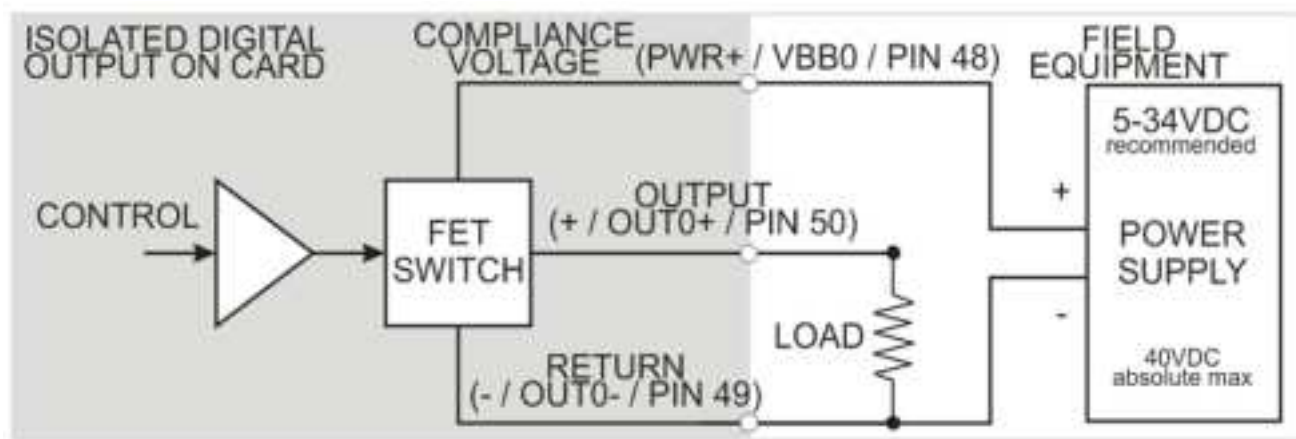 ISOLATED DIGITAL
OUTPUT ON CARD
COMPLIANCE
VOLTAGE
(PWR+ / VBB0 / PIN 48)
FIELD
EQUIPMENT
5-34VDC
recommended
CONTROL
FET
SWITCH
OUTPUT
(+ / OUT0+ / PIN 50)
+
POWER
SUPPLY
-
LOAD
RETURN
(- / OUT0- / PIN 49)
40VDC
absolute max